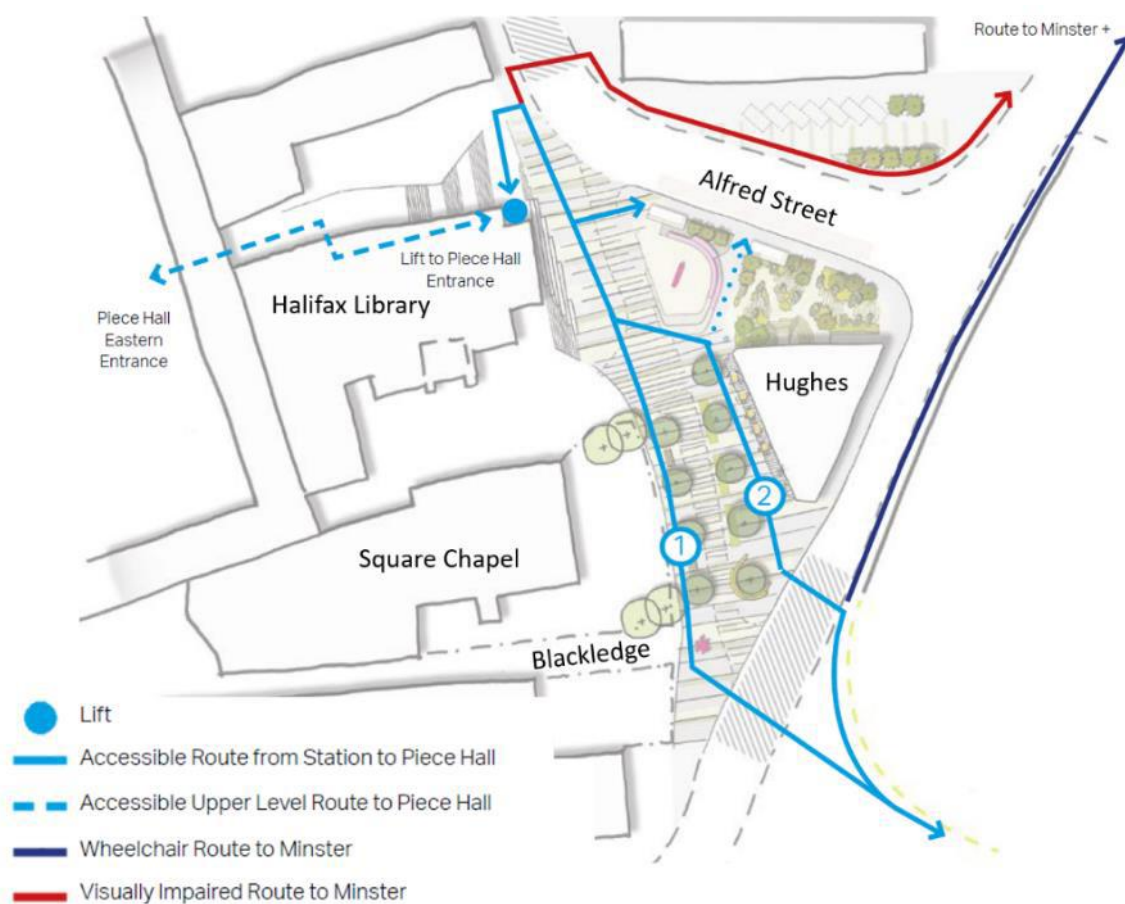 Route to Minster +
Alfred Street
Lift to Piece Hall
Entrance
Halifax Library
Piece Hall
Eastern
Entrance
Hughes
2
1
Square Chapel
Blackledge
Lift
Accessible Route from Station to Piece Hall
Accessible Upper Level Route to Piece Hall
Wheelchair Route to Minster
Visually Impaired Route to Minster